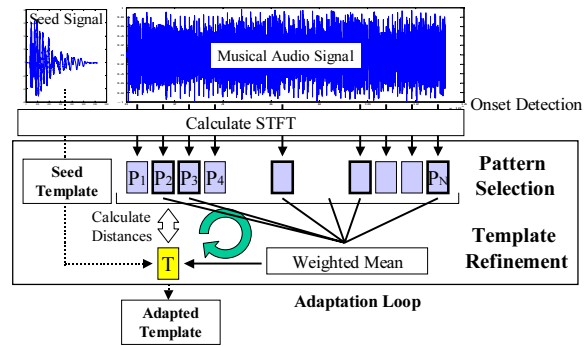 Seed Signal
Musical Audio Signal
Onset Detection
Calculate STFT
Seed
Template
P1 P2 P3 P4 PN
Pattern
Selection
Calculate
Distances
T
Weighted Mean
Template
Refinement
Adaptation Loop
Adapted
Template